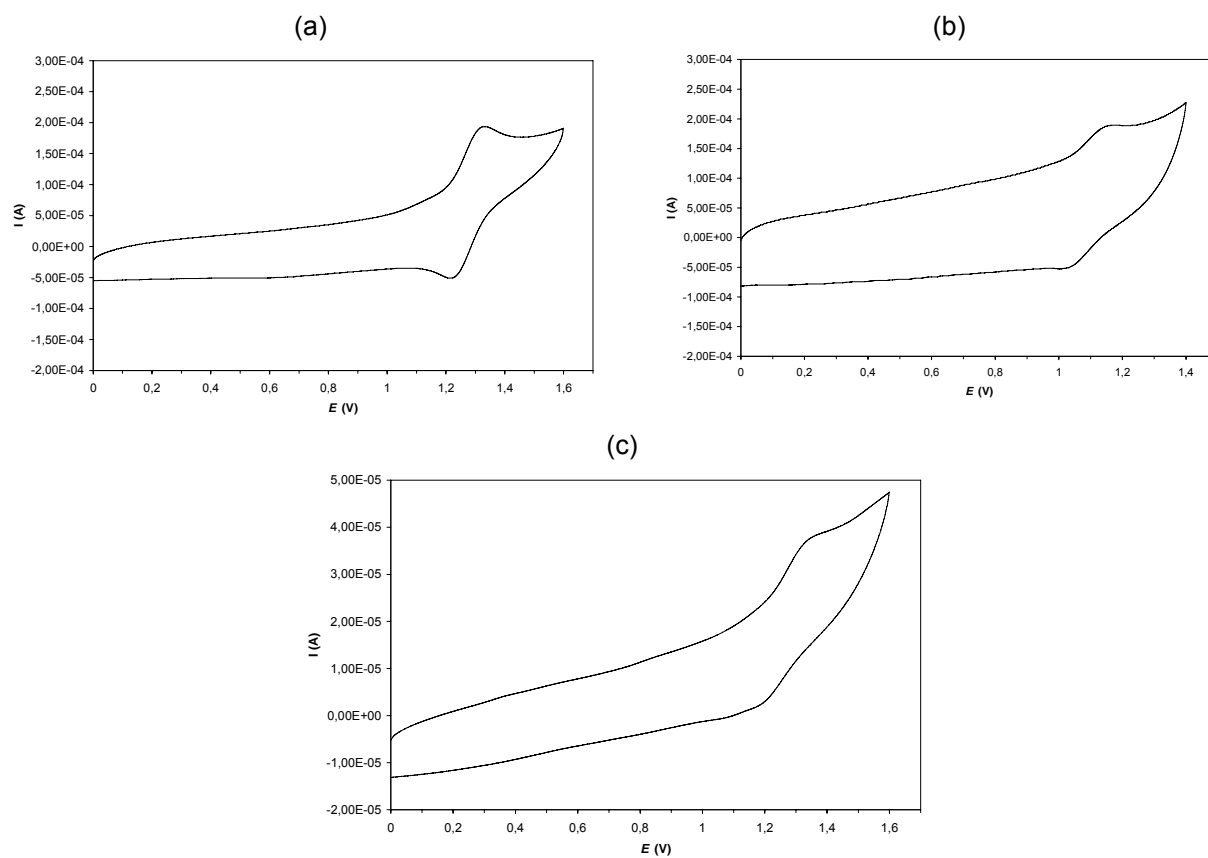 (a)
3,00E-04
2,50E-04
2,00E-04
1,50E-04
1,00E-04
5,00E-05
0,00E+00
-5,00E-05
-1,00E-04
-1,50E-04
-2,00E-04
I (A)
0 0,2 0,4 0,6 0,8 1 1,2 1,4 1,6
E (V)
(b)
3,00E-04
2,50E-04
2,00E-04
1,50E-04
1,00E-04
5,00E-05
0,00E+00
-5,00E-05
-1,00E-04
-1,50E-04
-2,00E-04
I (A)
0 0,2 0,4 0,6 0,8 1 1,2 1,4
E (V)
(c)
5,00E-05
4,00E-05
3,00E-05
2,00E-05
1,00E-05
0,00E+00
-1,00E-05
-2,00E-05
I (A)
0 0,2 0,4 0,6 0,8 1 1,2 1,4 1,6
E (V)